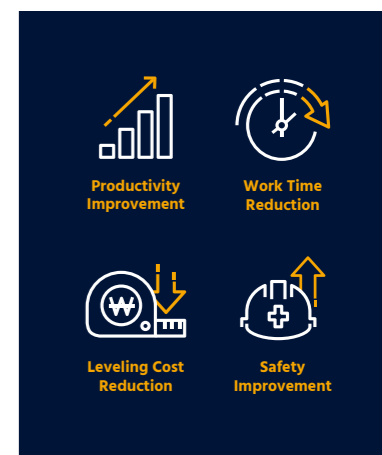 Productivity
Improvement
Work Time
Reduction
₩
Leveling Cost
Reduction
Safety
Improvement